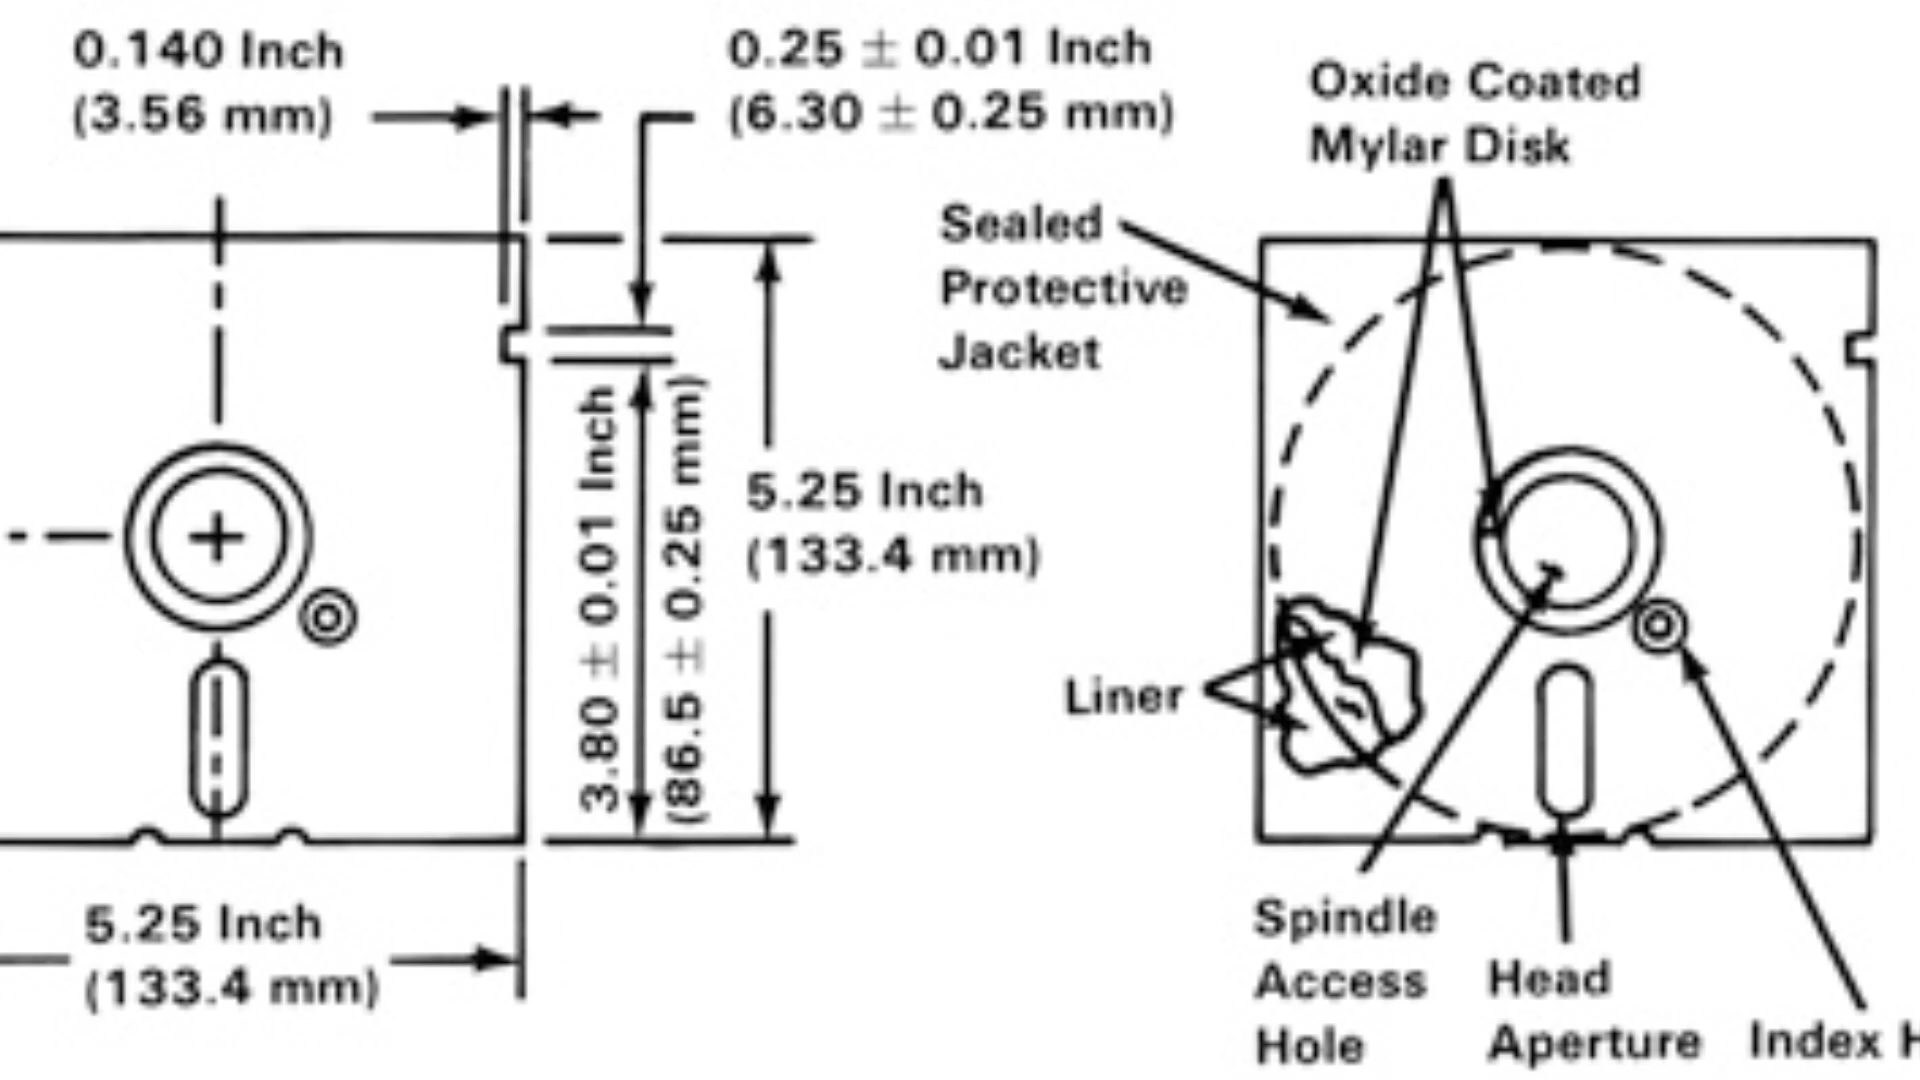 0.140 Inch
(3.56 mm)
0.25 ± 0.01 Inch
(6.30 ± 0.25 mm)
Oxide Coated
Mylar Disk
Sealed
Protective
Jacket
3.80 ± 0.01 Inch
(86.5 ± 0.25 mm)
5.25 Inch
(133.4 mm)
Liner
5.25 Inch
(133.4 mm)
Spindle
Access
Hole
Head
Aperture
Index H